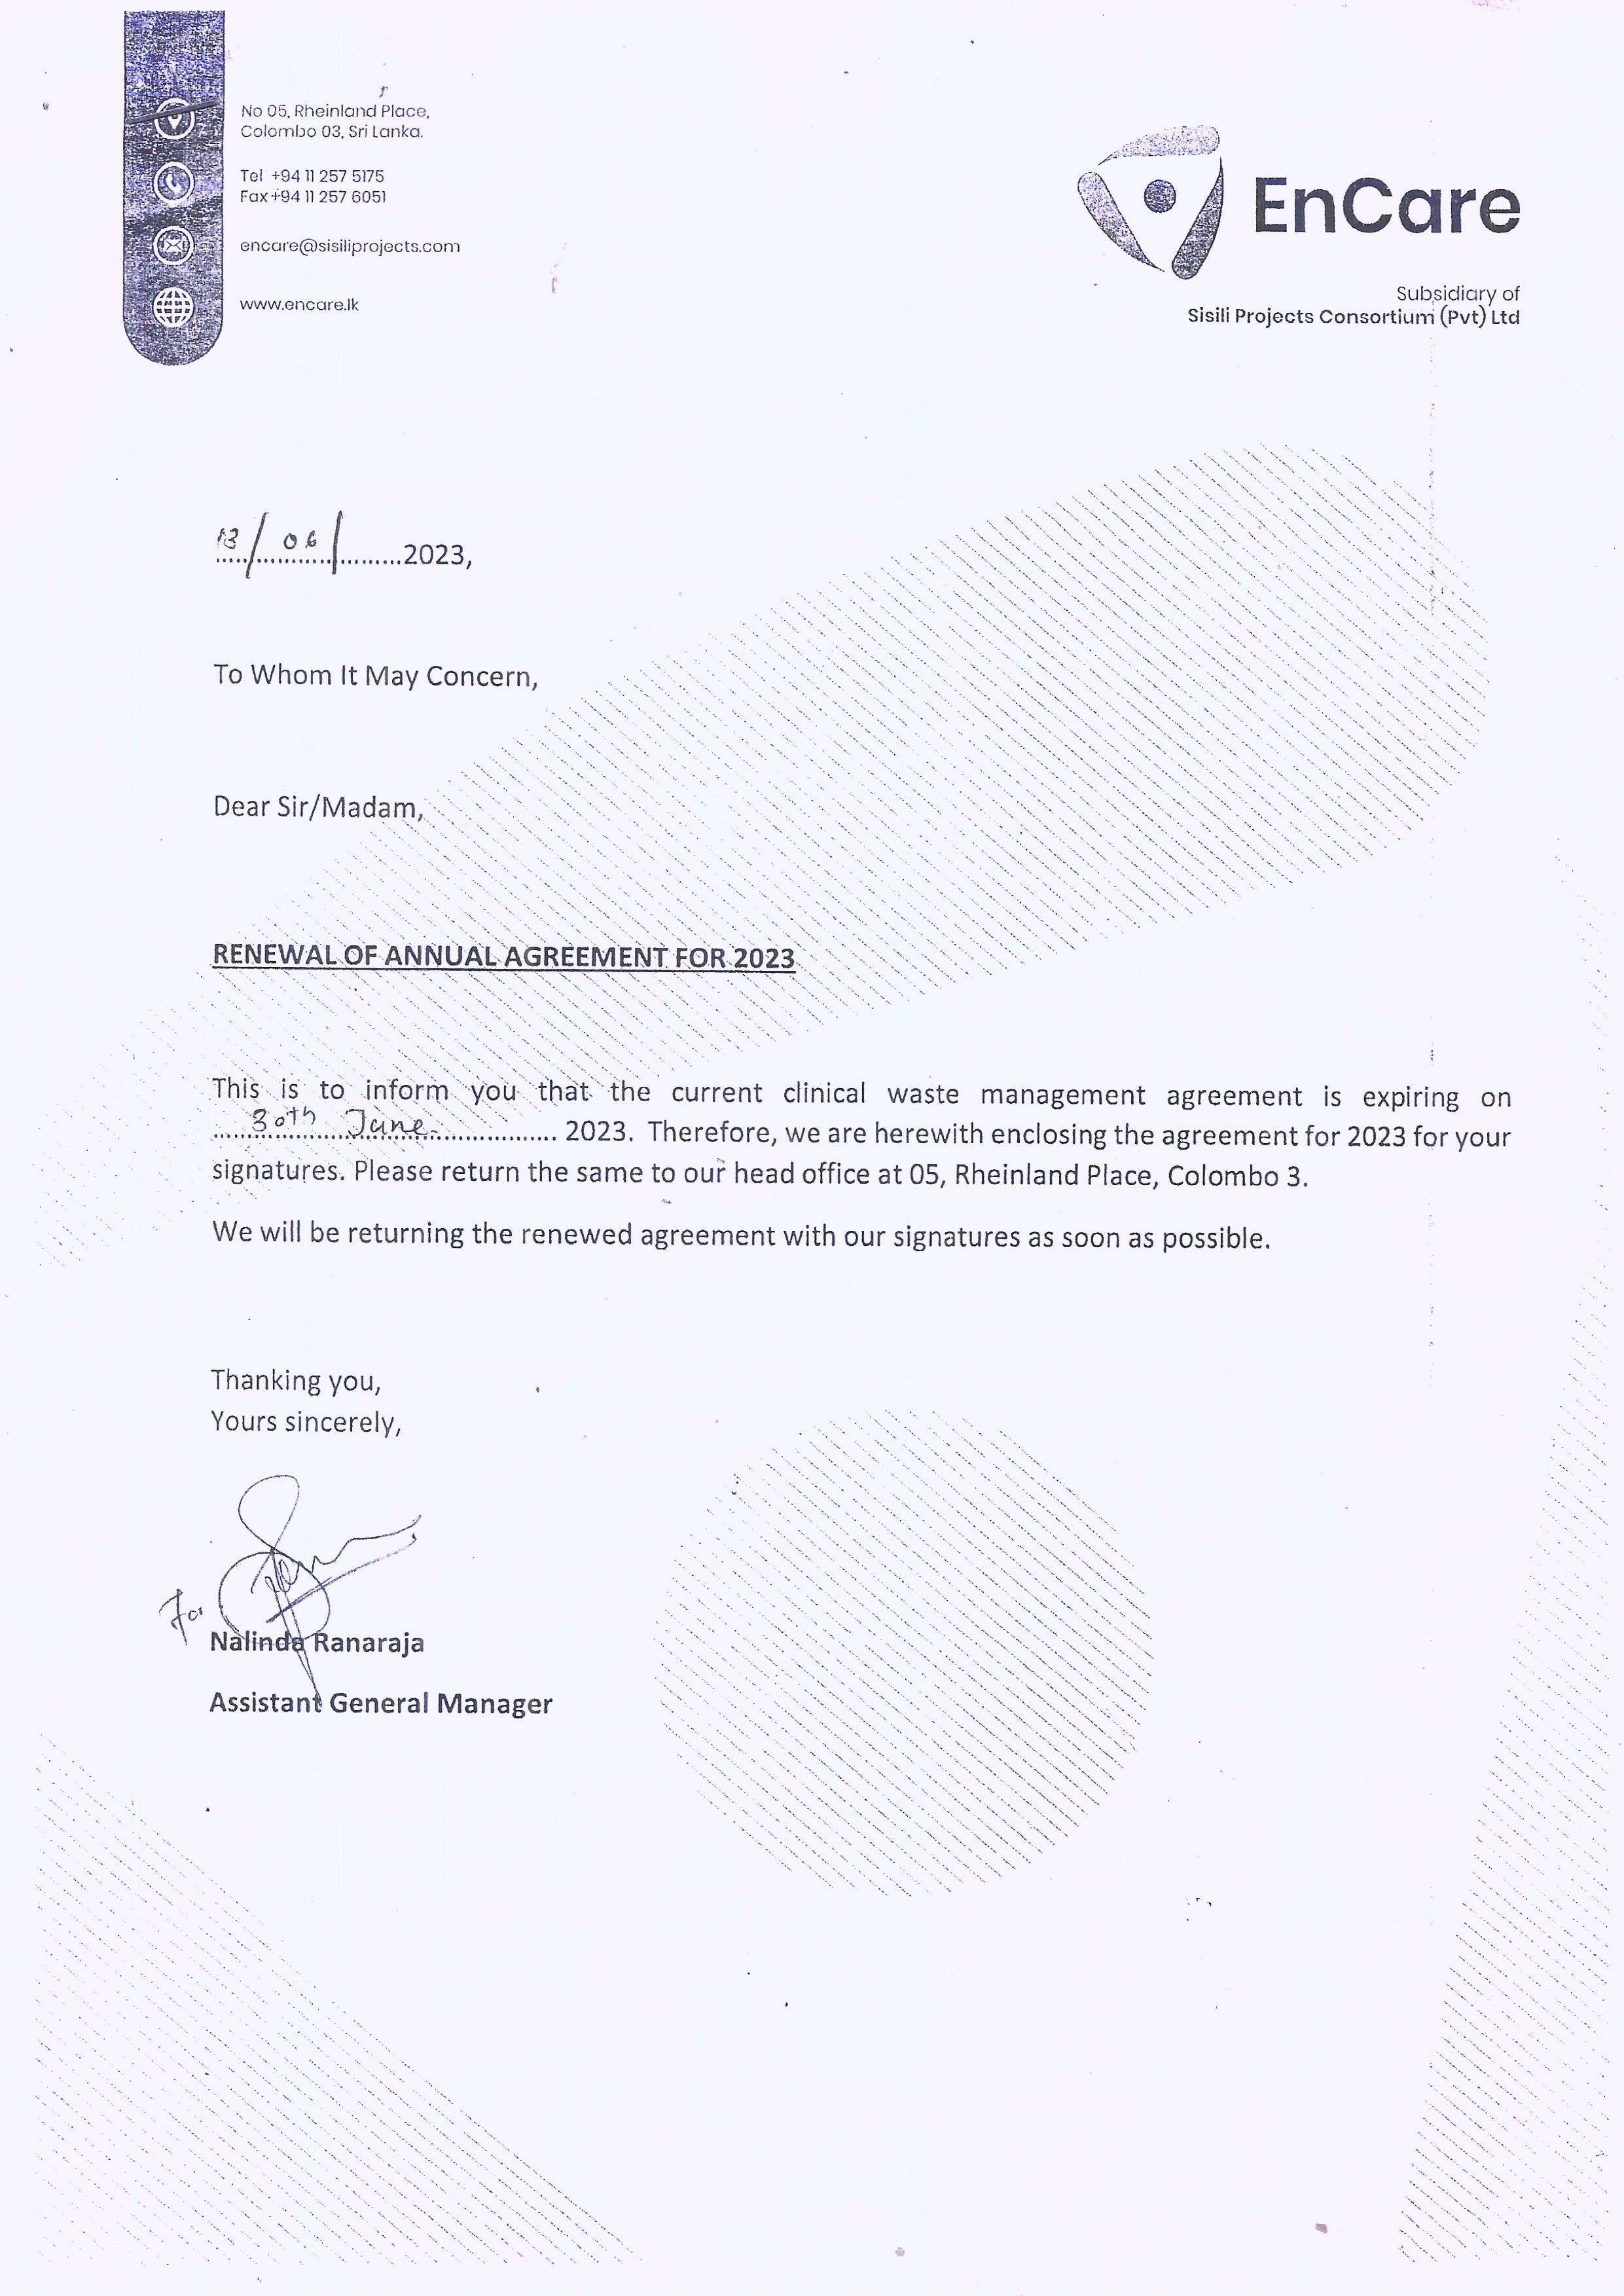 No 05, Rheinland Place,
Colombo 03, Sri Lanka.
Tel +94 11 257 5175
Fax +94 11 257 6051
encare@sisiliprojects.com
www.encare.lk
EnCare
Subsidiary of
Sisili Projects Consortium (Pvt) Ltd
13/ 06/.........2023,
To Whom It May Concern,
Dear Sir/Madam,
RENEWAL OF ANNUAL AGREEMENT FOR 2023
This is to inform you that the current clinical waste management agreement is expiring on
30th June 2023. Therefore, we are herewith enclosing the agreement for 2023 for your
signatures. Please return the same to our head office at 05, Rheinland Place, Colombo 3.
We will be returning the renewed agreement with our signatures as soon as possible.
Thanking you,
Yours sincerely,
For
Nalinda Ranaraja
Assistant General Manager